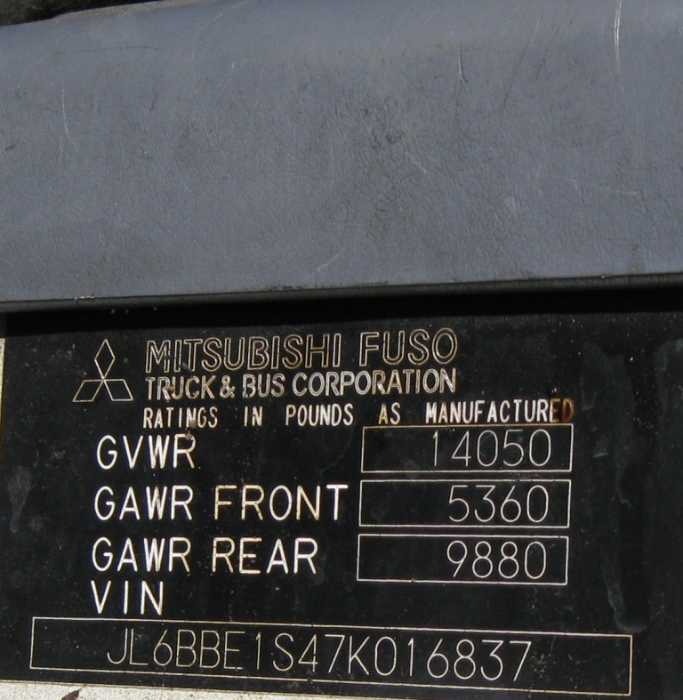 MITSUBISHI FUSO
TRUCK & BUS CORPORATION
RATINGS IN POUNDS AS MANUFACTURED
GVWR 14050
GAWR FRONT 5360
GAWR REAR 9880
VIN
JL6BBE1S47K016837